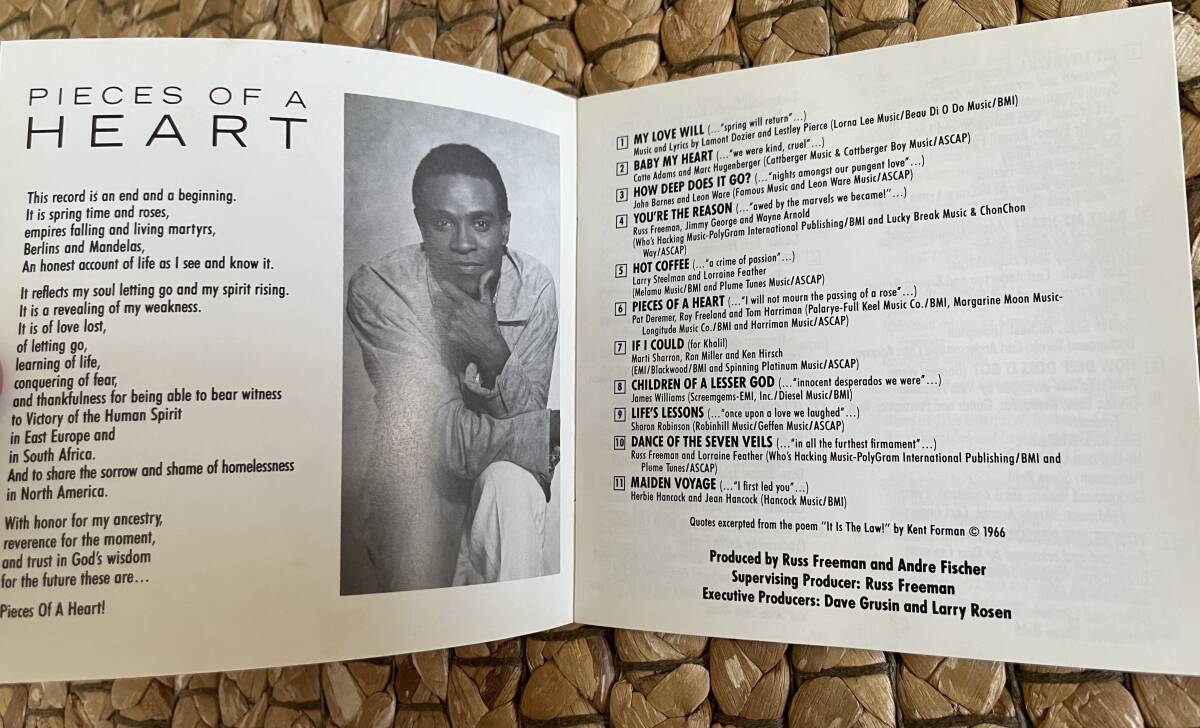 PIECES OF A
HEART
This record is an end and a beginning.
It is spring time and roses,
empires falling and living martyrs,
Berlins and Mandelas,
An honest account of life as I see and know it.
It reflects my soul letting go and my spirit rising.
It is a revealing of my weakness.
It is of love lost,
of letting go,
learning of life,
conquering of fear,
and thankfulness for being able to bear witness
to Victory of the Human Spirit
in East Europe and
in South Africa.
And to share the sorrow and shame of homelessness
in North America.
With honor for my ancestry,
reverence for the moment,
and trust in God's wisdom
for the future these are...
Pieces Of A Heart!
1 MY LOVE WILL (..."spring will return"...)
Music and Lyrics by Lamont Dozier and Lestley Pierce (Lorna Lee Music/Beau Di O Do Music/BMI)
2 BABY MY HEART (..."we were kind, cruel"...)
Catte Adams and Marc Hugenberger (Cattberger Music & Cattberger Boy Music/ASCAP)
3 HOW DEEP DOES IT GO? (..."nights amongst our pungent love"...)
John Barnes and Leon Ware (Famous Music and Leon Ware Music/ASCAP)
4 YOU'RE THE REASON (..."awed by the marvels we became!"...)
Russ Freeman, Jimmy George and Wayne Arnold
(Who's Hacking Music-PolyGram International Publishing/BMI and Lucky Break Music & ChonChon
Way/ASCAP)
5 HOT COFFEE (..."a crime of passion"...)
Larry Steelman and Lorraine Feather
(Melamu Music/BMI and Plume Tunes Music/ASCAP)
6 PIECES OF A HEART (..."I will not mourn the passing of a rose"...)
Pat Deremer, Roy Freeland and Tom Harriman (Palarye-Full Keel Music Co./BMI, Margarine Moon Music-
Longitude Music Co./BMI and Harriman Music/ASCAP)
7 IF I COULD (for Khalil)
Marti Sharron, Ron Miller and Ken Hirsch
(EMI/Blackwood/BMI and Spinning Platinum Music/ASCAP)
8 CHILDREN OF A LESSER GOD (..."innocent desperados we were"...)
James Williams (Screemgems-EMI, Inc./Diesel Music/BMI)
9 LIFE'S LESSONS (..."once upon a love we laughed"...)
Sharon Robinson (Robinhill Music/Geffen Music/ASCAP)
10 DANCE OF THE SEVEN VEILS (..."in all the furthest firmament"...)
Russ Freeman and Lorraine Feather (Who's Hacking Music-PolyGram International Publishing/BMI and
Plume Tunes/ASCAP)
11 MAIDEN VOYAGE (..."I first led you"...)
Herbie Hancock and Jean Hancock (Hancock Music/BMI)
Quotes excerpted from the poem "It Is The Law!" by Kent Forman © 1966
Produced by Russ Freeman and Andre Fischer
Supervising Producer: Russ Freeman
Executive Producers: Dave Grusin and Larry Rosen